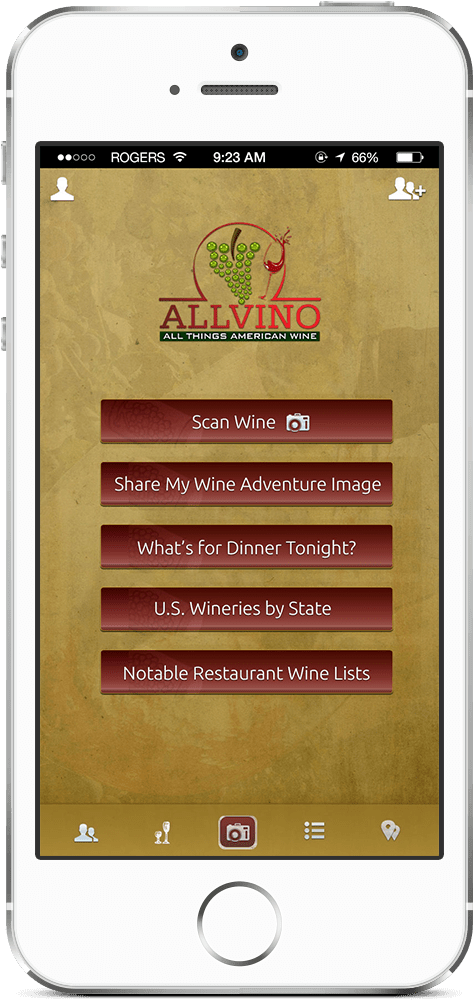 ROGERS 9:23 AM 66%
ALLVINO
ALL THINGS AMERICAN WINE
Scan Wine
Share My Wine Adventure Image
What’s for Dinner Tonight?
U.S. Wineries by State
Notable Restaurant Wine Lists